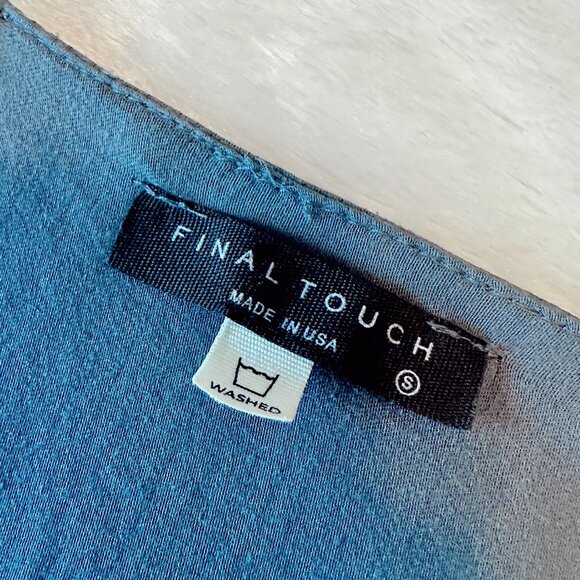 FINAL TOUCH
MADE IN USA
S
WASHED